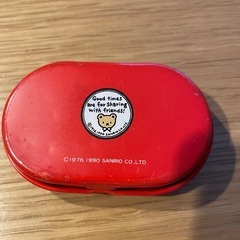 Good times
are for sharing
with friends!
© 1976, 1990 SANRIO CO., LTD.